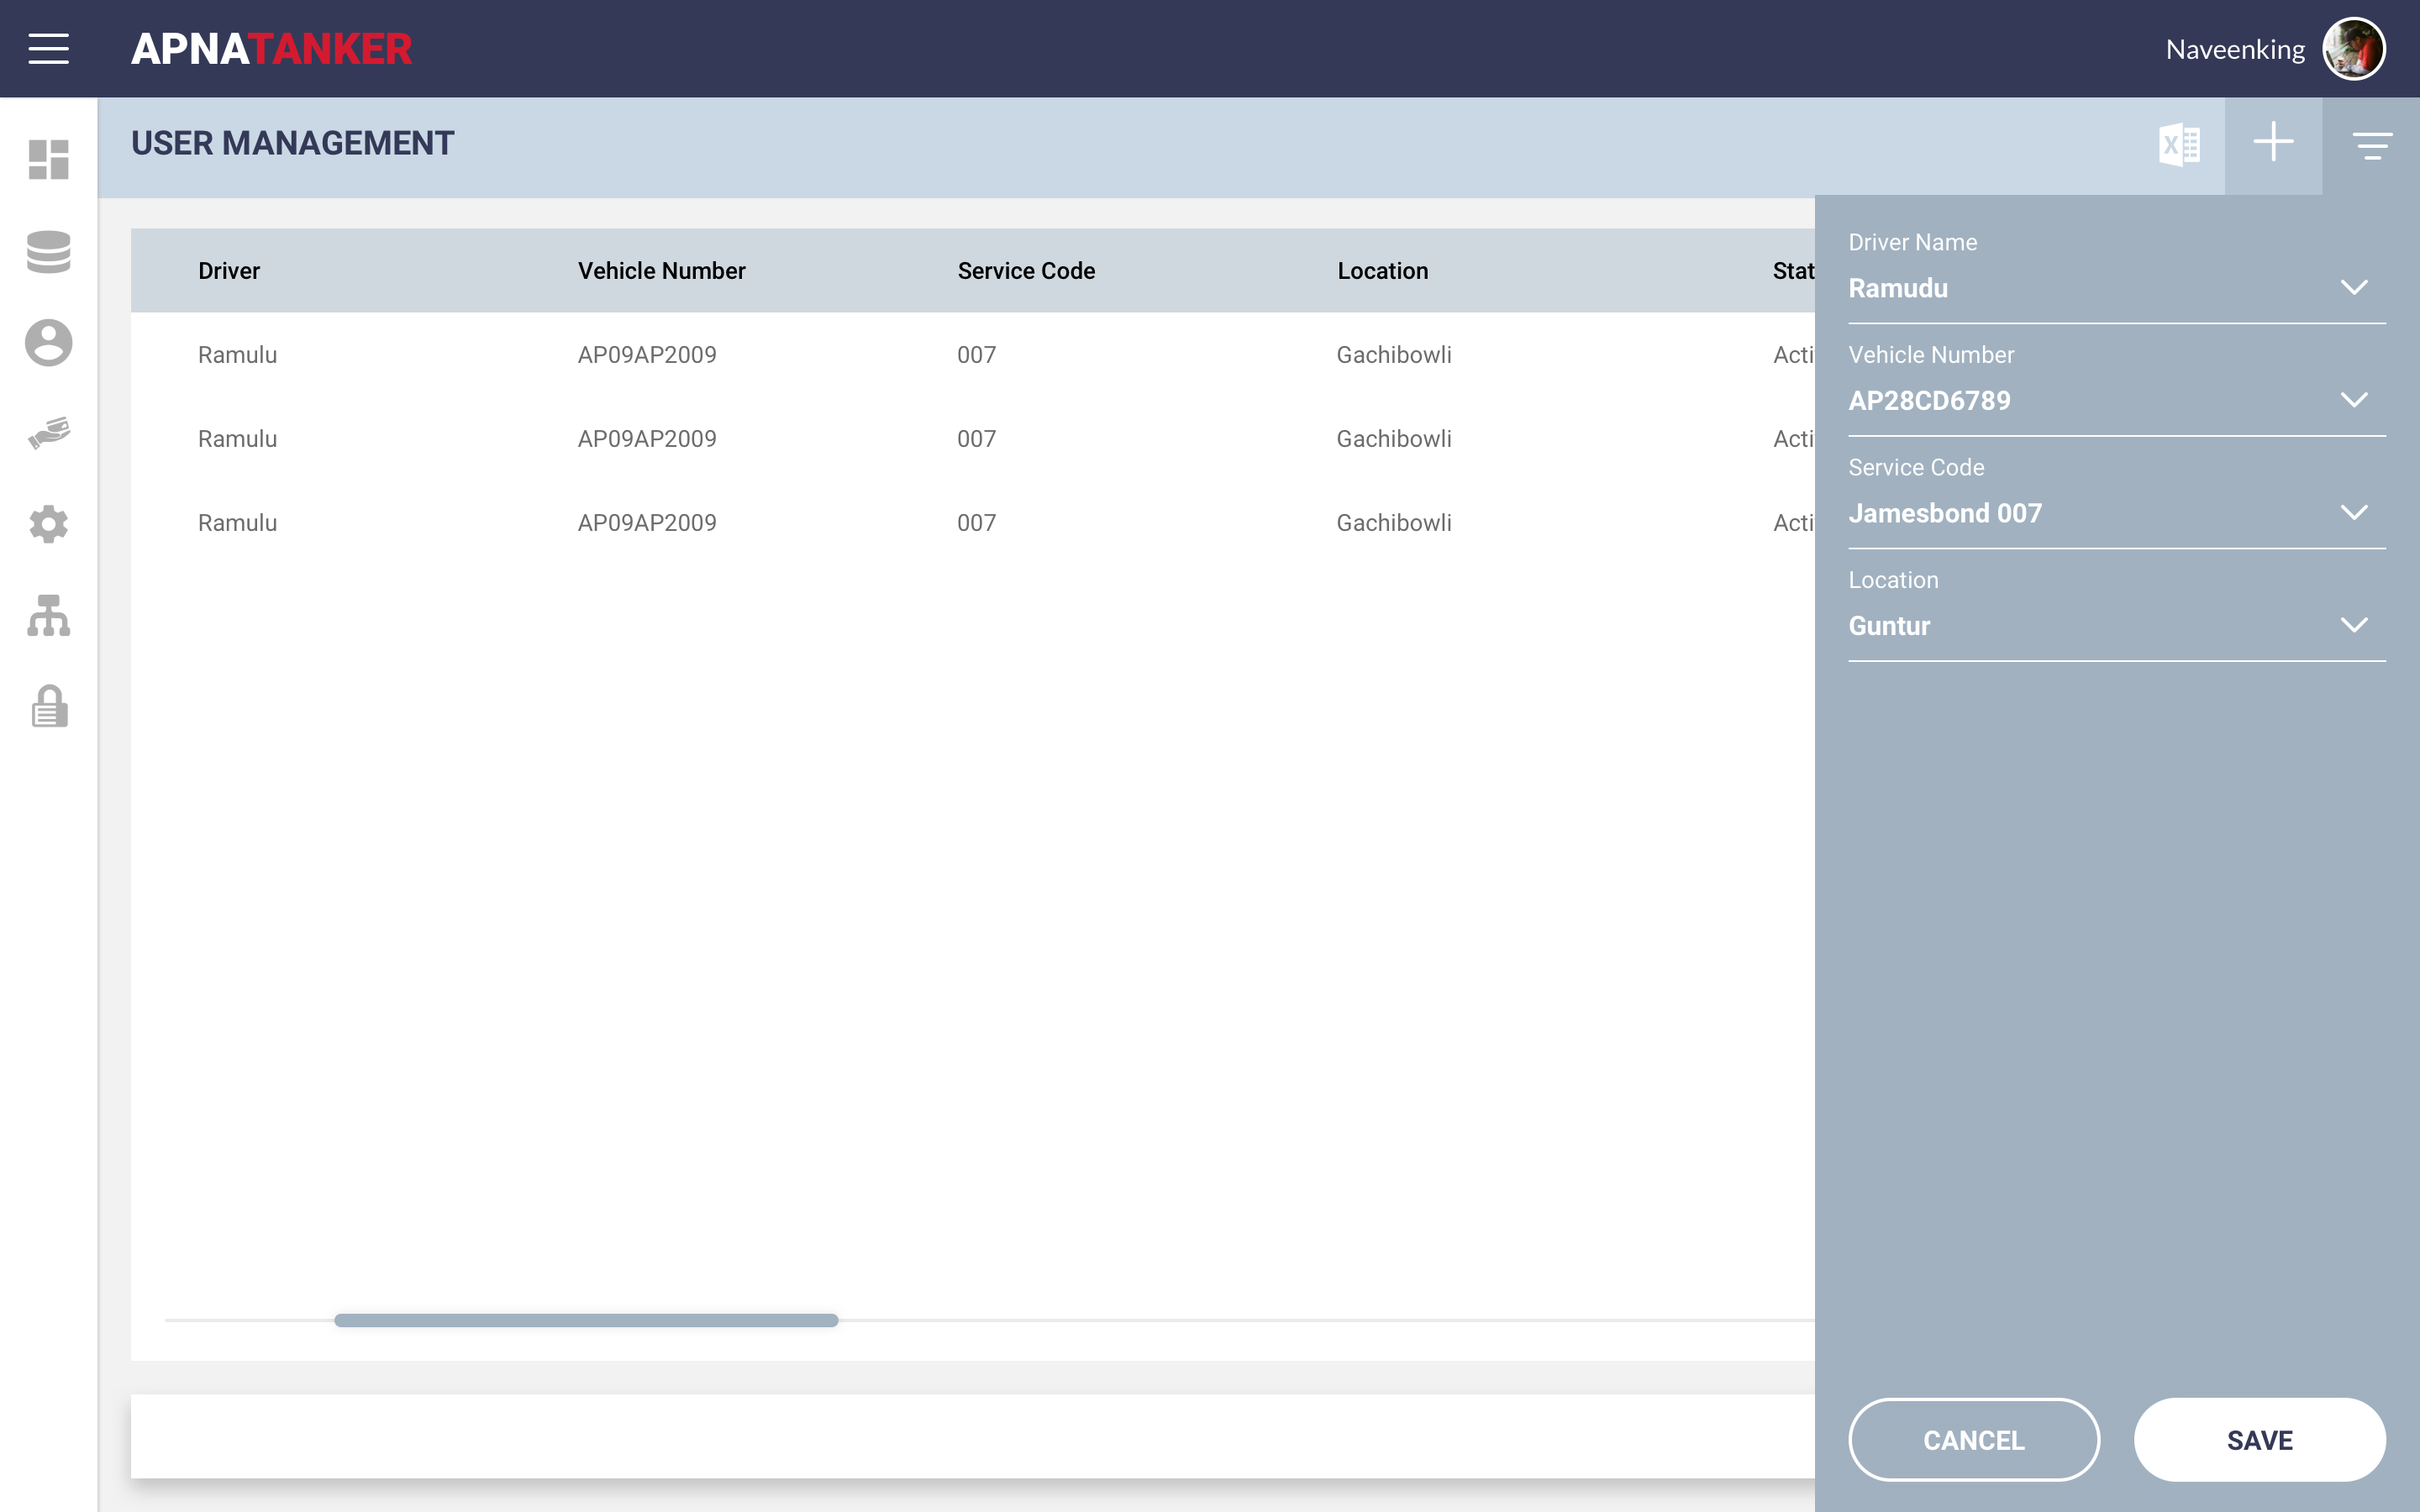 APNATANKER
Naveenking
USER MANAGEMENT
Driver Vehicle Number Service Code Location Stat
Ramulu AP09AP2009 007 Gachibowli Acti
Ramulu AP09AP2009 007 Gachibowli Acti
Ramulu AP09AP2009 007 Gachibowli Acti
Driver Name
Ramudu
Vehicle Number
AP28CD6789
Service Code
Jamesbond 007
Location
Guntur
CANCEL SAVE